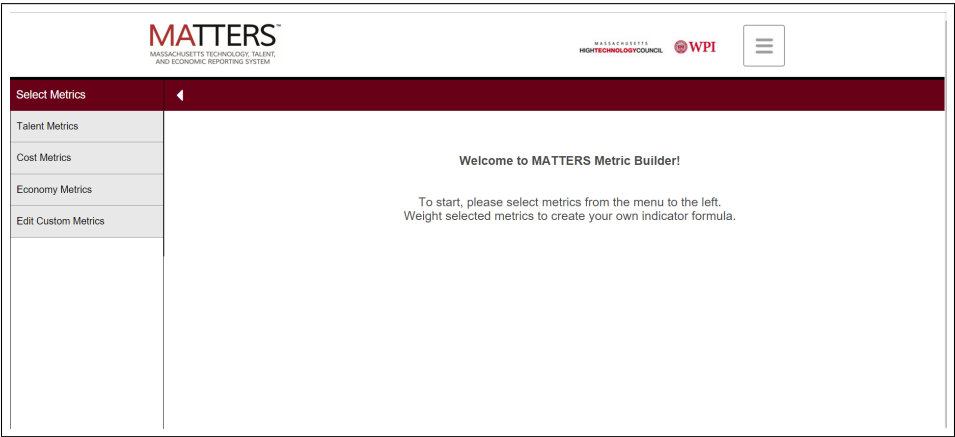 MATTERS™
MASSACHUSETTS TECHNOLOGY, TALENT,
AND ECONOMIC REPORTING SYSTEM
MASSACHUSETTS
HIGHTECHNOLOGYCOUNCIL
WPI
Select Metrics
Talent Metrics
Cost Metrics
Economy Metrics
Edit Custom Metrics
Welcome to MATTERS Metric Builder!
To start, please select metrics from the menu to the left.
Weight selected metrics to create your own indicator formula.